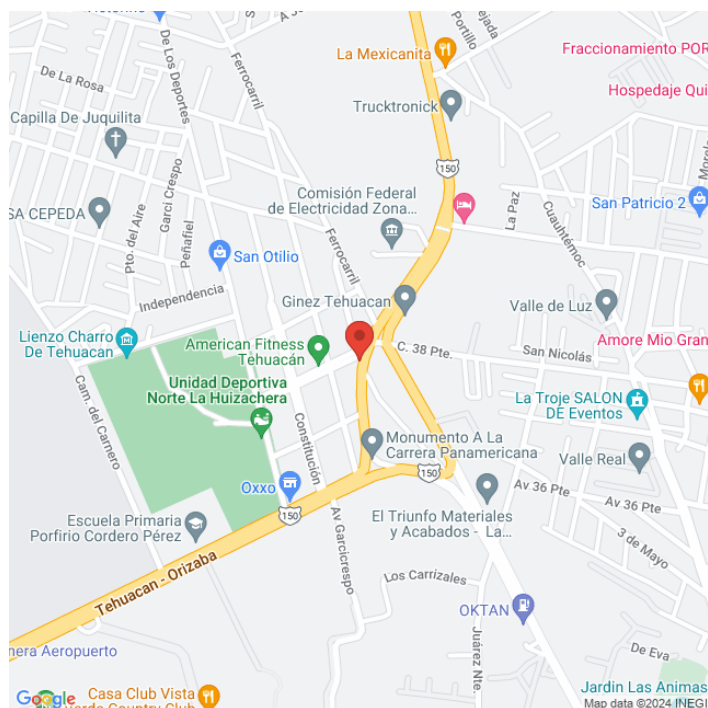 La Mexicanita
Portillo
Fraccionamiento POR
Hospedaje Qui
De Los Deportes
Ferrocarril
De La Rosa
Trucktronick
Capilla De Juquilita
150
Comisión Federal
de Electricidad Zona...
La Paz
Cuauhtémoc
San Patricio 2
SA CEPEDA
Pto. del Aire
Garci Crespo
Peñafiel
San Otilio
Ferrocarril
Independencia
Ginez Tehuacan
Valle de Luz
Lienzo Charro
De Tehuacan
American Fitness
Tehuacán
C. 38 Pte.
San Nicolás
Amore Mio Gran
Unidad Deportiva
Norte La Huizachera
La Troje SALON
DE Eventos
Cam. del Carnero
Constitución
Monumento A La
Carrera Panamericana
Valle Real
150
Oxxo
150
Av 36 Pte
Av 36 Pte
Escuela Primaria
Porfirio Cordero Pérez
El Triunfo Materiales
y Acabados - La...
3 de Mayo
Av Garcicrespo
Tehuacan - Orizaba
Los Carrizales
OKTAN
Juárez Nte.
nera Aeropuerto
De Eva
Jardin Las Animas
Google
Casa Club Vista
Map data ©2024 INEGI